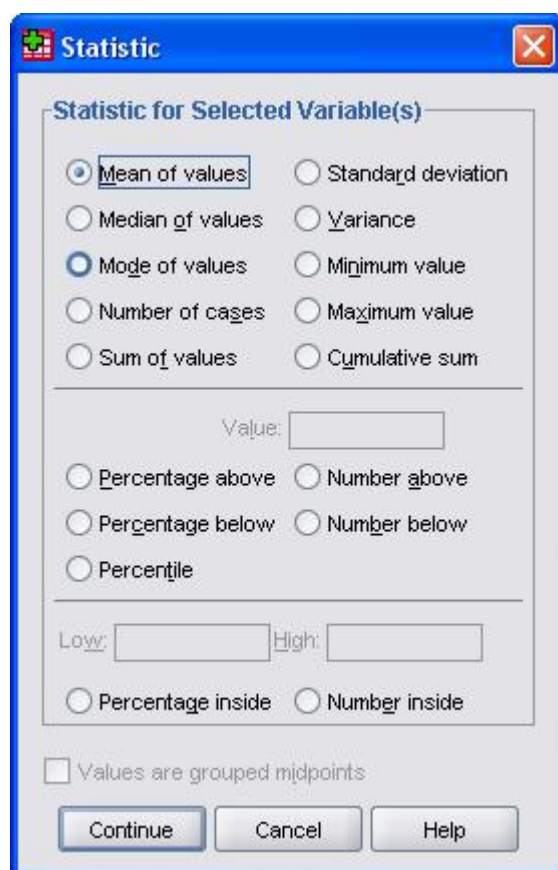 Statistic
Statistic for Selected Variable(s)
Mean of values Standard deviation
Median of values Variance
Mode of values Minimum value
Number of cases Maximum value
Sum of values Cumulative sum
Value:
Percentage above Number above
Percentage below Number below
Percentile
Low: High:
Percentage inside Number inside
Values are grouped midpoints
Continue Cancel Help